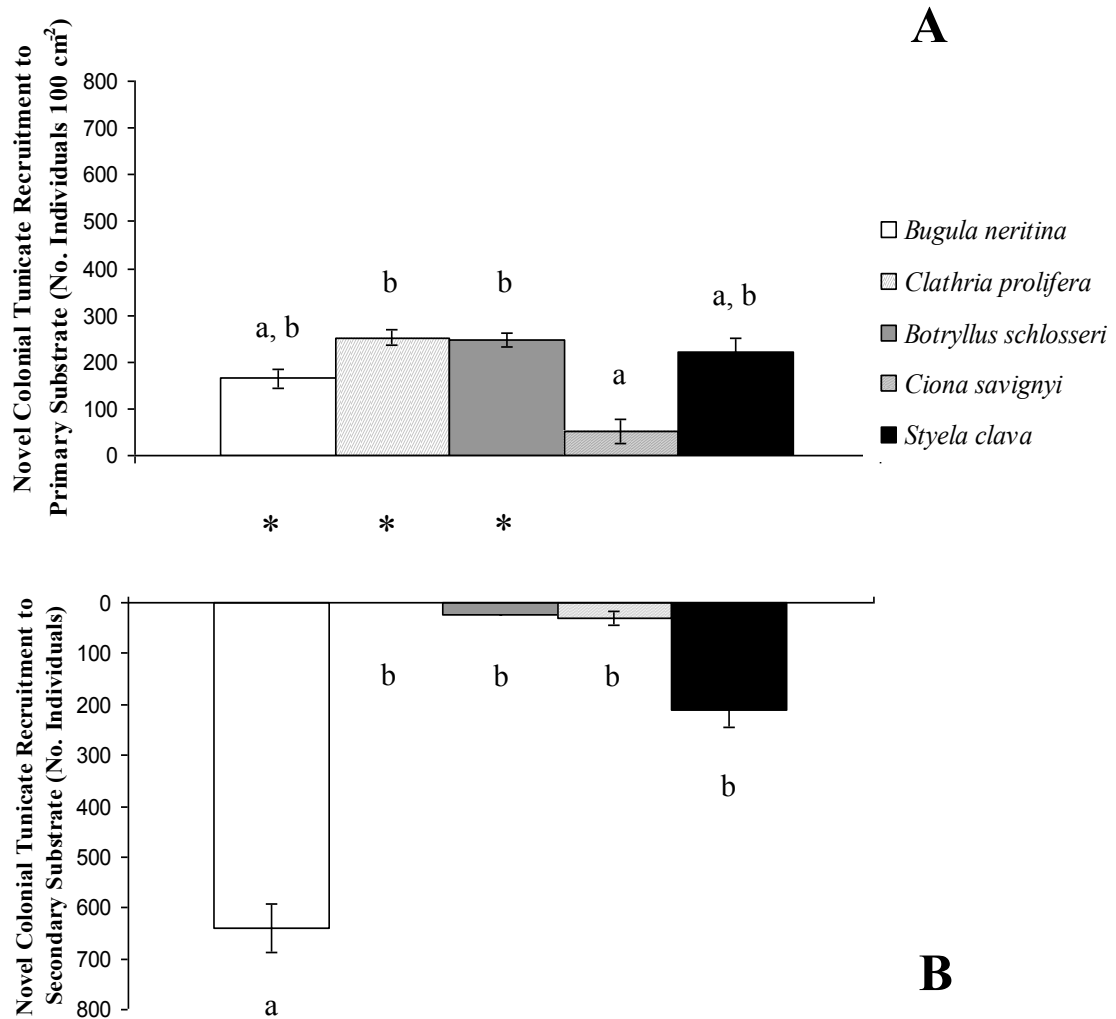 A
Novel Colonial Tunicate Recruitment to
Primary Substrate (No. Individuals 100 cm⁻²)
800
700
600
500
400
300
200
100
0
a, b
b
b
a
a, b
Bugula neritina
Clathria prolifera
Botryllus schlosseri
Ciona savignyi
Styela clava
*
*
*
Novel Colonial Tunicate Recruitment to
Secondary Substrate (No. Individuals)
0
100
200
300
400
500
600
700
800
a
b
b
b
b
B